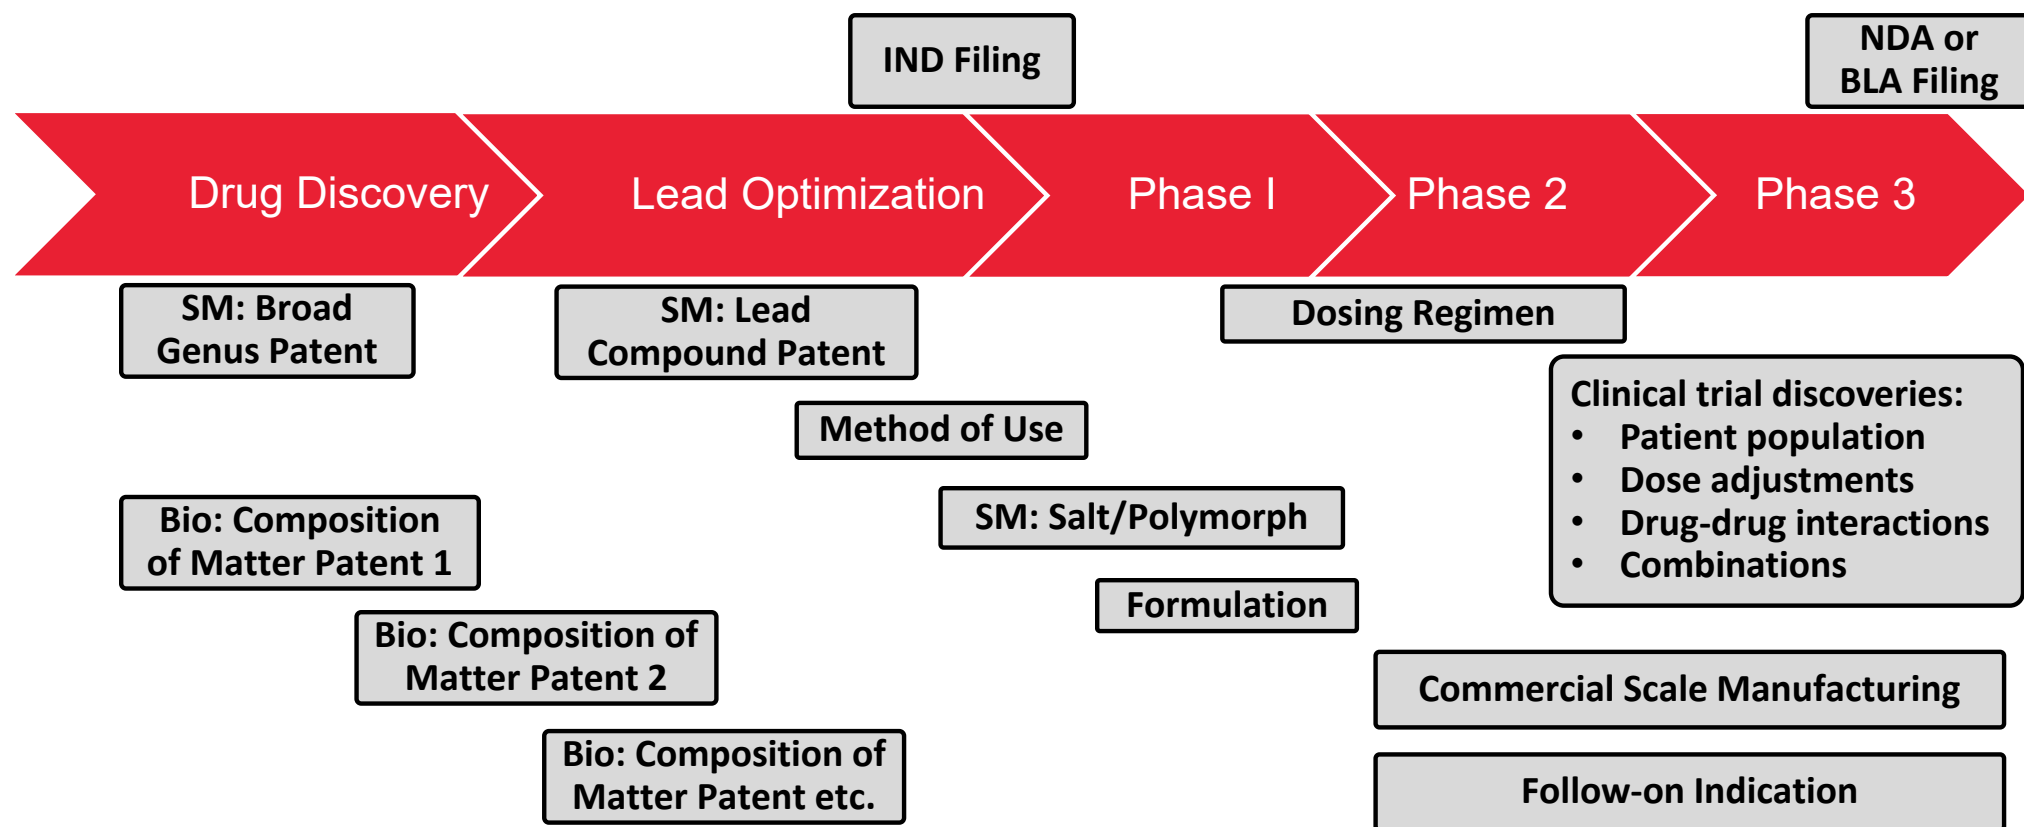 IND Filing
NDA or
BLA Filing
Drug Discovery
Lead Optimization
Phase I
Phase 2
Phase 3
SM: Broad
Genus Patent
SM: Lead
Compound Patent
Dosing Regimen
Method of Use
Clinical trial discoveries:
• Patient population
• Dose adjustments
• Drug-drug interactions
• Combinations
Bio: Composition
of Matter Patent 1
SM: Salt/Polymorph
Formulation
Bio: Composition of
Matter Patent 2
Commercial Scale Manufacturing
Bio: Composition of
Matter Patent etc.
Follow-on Indication